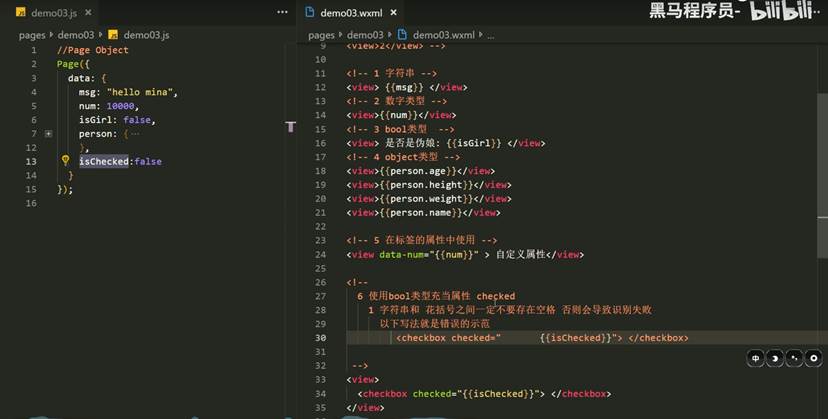 demo03.js
pages > demo03 > demo03.js
1 //Page Object
2 Page({
3 data: {
4 msg: "hello mina",
5 num: 10000,
6 isGirl: false,
7 person: { ...
12 },
13 isChecked:false
14 }
15 });
16
demo03.wxml
黑马程序员- bilibili
pages > demo03 > demo03.wxml > ...
9 <view>2</view> -->
10
11 <!-- 1 字符串 -->
12 <view> {{msg}} </view>
13 <!-- 2 数字类型 -->
14 <view>{{num}}</view>
15 <!-- 3 bool类型 -->
16 <view> 是否是伪娘: {{isGirl}} </view>
17 <!-- 4 object类型 -->
18 <view>{{person.age}}</view>
19 <view>{{person.height}}</view>
20 <view>{{person.weight}}</view>
21 <view>{{person.name}}</view>
22
23 <!-- 5 在标签的属性中使用 -->
24 <view data-num="{{num}}" > 自定义属性</view>
25
26 <!--
27 6 使用bool类型充当属性 checked
28 1 字符串和 花括号之间一定不要存在空格 否则会导致识别失败
29 以下写法就是错误的示范
30 <checkbox checked=" {{isChecked}}"> </checkbox>
31
32 -->
33 <view>
34 <checkbox checked="{{isChecked}}"> </checkbox>
35 </view>
中